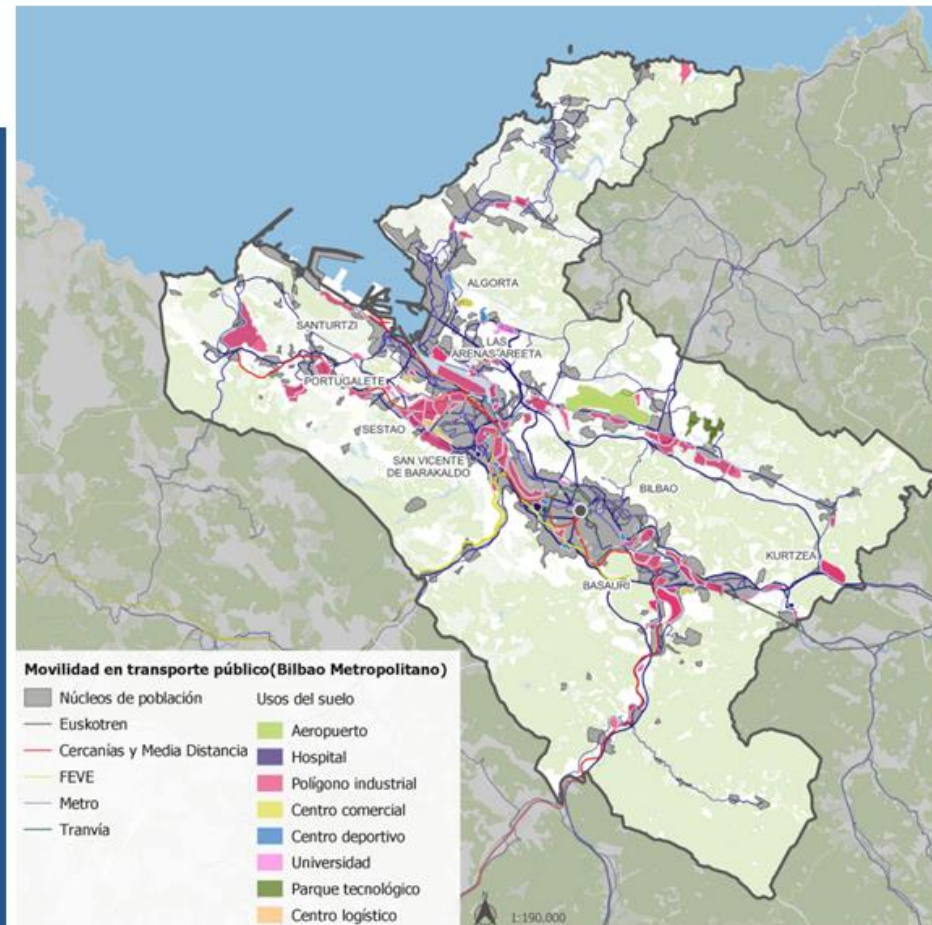 ALGORTA
SANTURTZI
LAS
ARENAS-AREETA
PORTUGALETE
SESTAO
SAN VICENTE
DE BARAKALDO
BILBAO
KURTZEA
BASAURI
Movilidad en transporte público(Bilbao Metropolitano)
Núcleos de población
Euskotren
Cercanías y Media Distancia
FEVE
Metro
Tranvía
Usos del suelo
Aeropuerto
Hospital
Polígono industrial
Centro comercial
Centro deportivo
Universidad
Parque tecnológico
Centro logístico
1:190.000